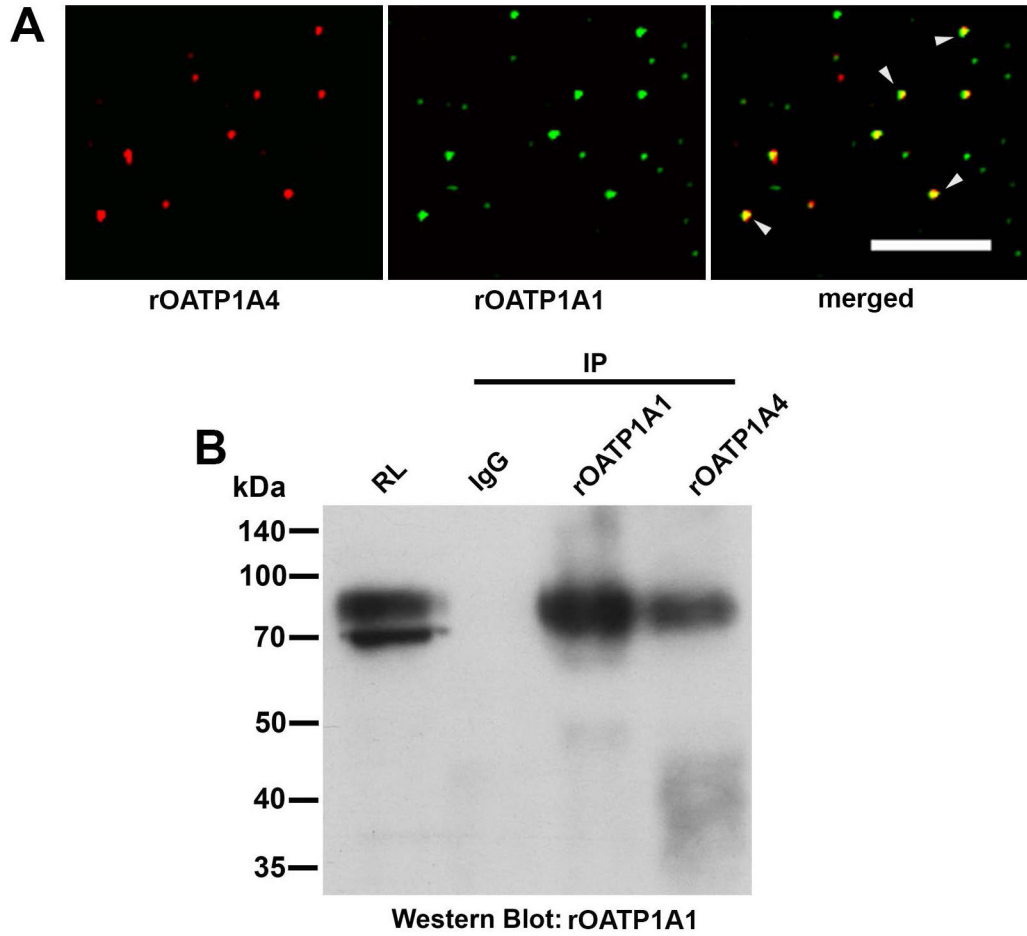 A
rOATP1A4
rOATP1A1
merged
IP
B
kDa
RL
IgG
rOATP1A1
rOATP1A4
140
100
70
50
40
35
Western Blot: rOATP1A1